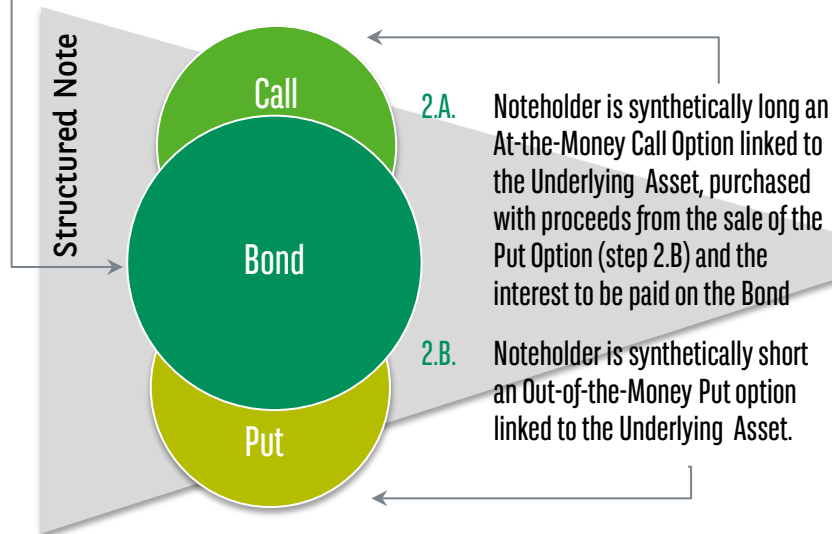 Structured Note
Call
Bond
Put
2.A. Noteholder is synthetically long an
At-the-Money Call Option linked to
the Underlying Asset, purchased
with proceeds from the sale of the
Put Option (step 2.B) and the
interest to be paid on the Bond
2.B. Noteholder is synthetically short
an Out-of-the-Money Put option
linked to the Underlying Asset.